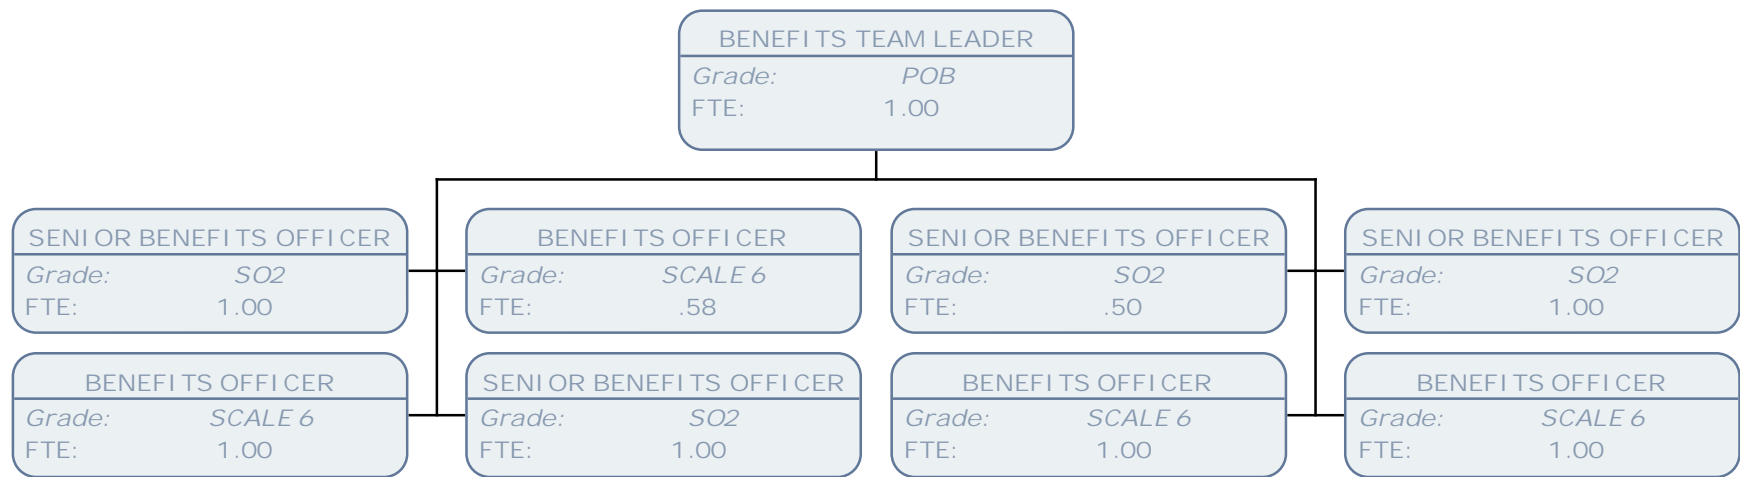 BENEFITS TEAM LEADER
Grade: POB
FTE: 1.00
SENIOR BENEFITS OFFICER
Grade: SO2
FTE: 1.00
BENEFITS OFFICER
Grade: SCALE 6
FTE: .58
SENIOR BENEFITS OFFICER
Grade: SO2
FTE: .50
SENIOR BENEFITS OFFICER
Grade: SO2
FTE: 1.00
BENEFITS OFFICER
Grade: SCALE 6
FTE: 1.00
SENIOR BENEFITS OFFICER
Grade: SO2
FTE: 1.00
BENEFITS OFFICER
Grade: SCALE 6
FTE: 1.00
BENEFITS OFFICER
Grade: SCALE 6
FTE: 1.00